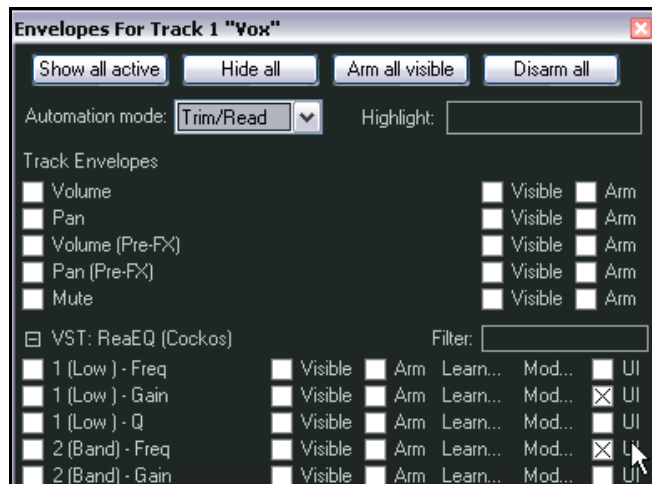 Envelopes For Track 1 "Vox"
Show all active Hide all Arm all visible Disarm all
Automation mode: Trim/Read Highlight:
Track Envelopes
Volume Visible Arm
Pan Visible Arm
Volume (Pre-FX) Visible Arm
Pan (Pre-FX) Visible Arm
Mute Visible Arm
VST: ReaEQ (Cockos) Filter:
1 (Low ) - Freq Visible Arm Learn... Mod... UI
1 (Low ) - Gain Visible Arm Learn... Mod... UI
1 (Low ) - Q Visible Arm Learn... Mod... UI
2 (Band) - Freq Visible Arm Learn... Mod... UI
2 (Band) - Gain Visible Arm Learn... Mod... UI